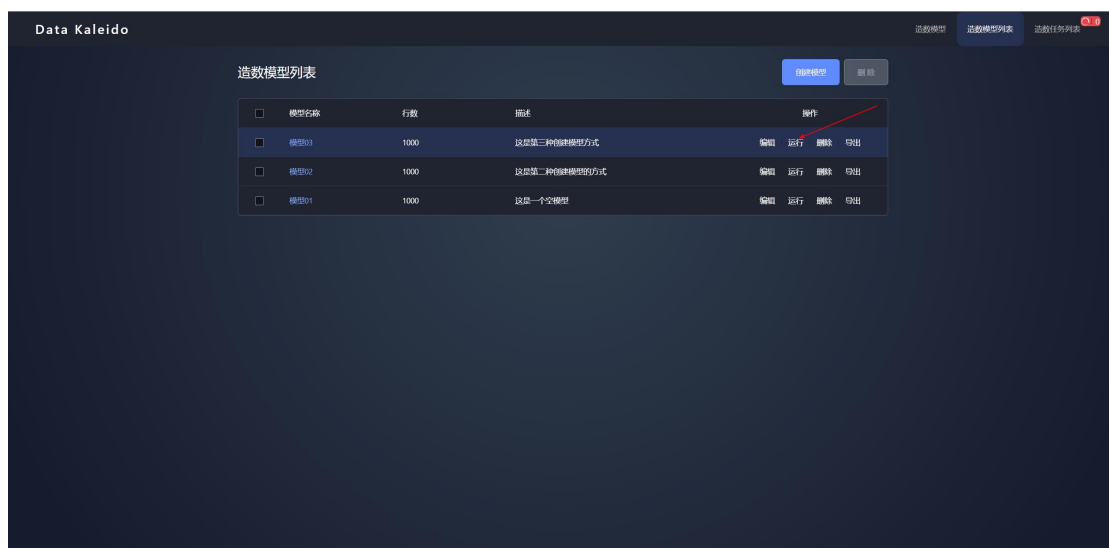 Data Kaleido 造数模型 造数模型列表 造数任务列表 0
造数模型列表 创建模型 删除
模型名称 行数 描述 操作
模型03 1000 这是第三种创建模型方式 编辑 运行 删除 导出
模型02 1000 这是第二种创建模型的方式 编辑 运行 删除 导出
模型01 1000 这是一个空模型 编辑 运行 删除 导出